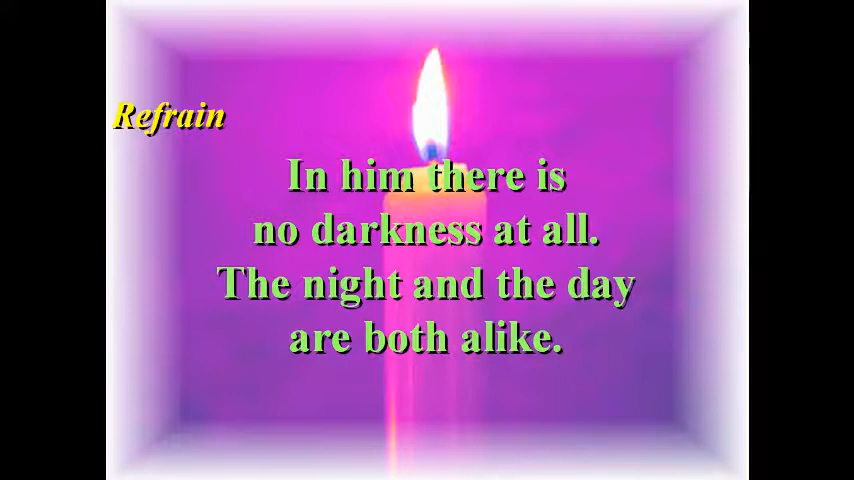 Refrain
In him there is
no darkness at all.
The night and the day
are both alike.